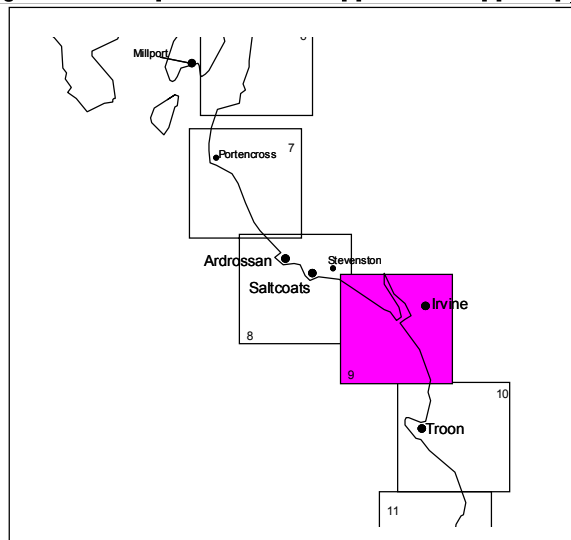 Millport
7
Portencross
Ardrossan
Stevenston
Saltcoats
Irvine
8
9
10
Troon
11